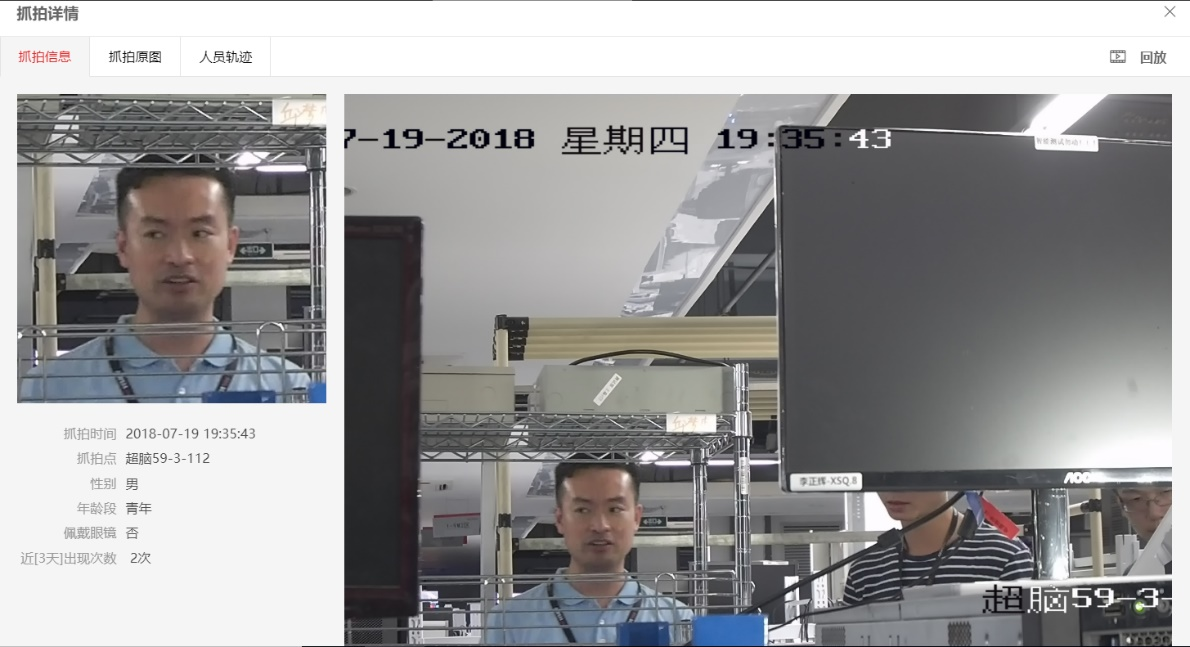 抓拍详情
抓拍信息
抓拍原图
人员轨迹
回放
7-19-2018 星期四 19:35:43
抓拍时间 2018-07-19 19:35:43
抓拍点 超脑59-3-112
性别 男
年龄段 青年
佩戴眼镜 否
近[3天]出现次数 2次
李正辉-XSQ.8
AOC
超脑59-3-